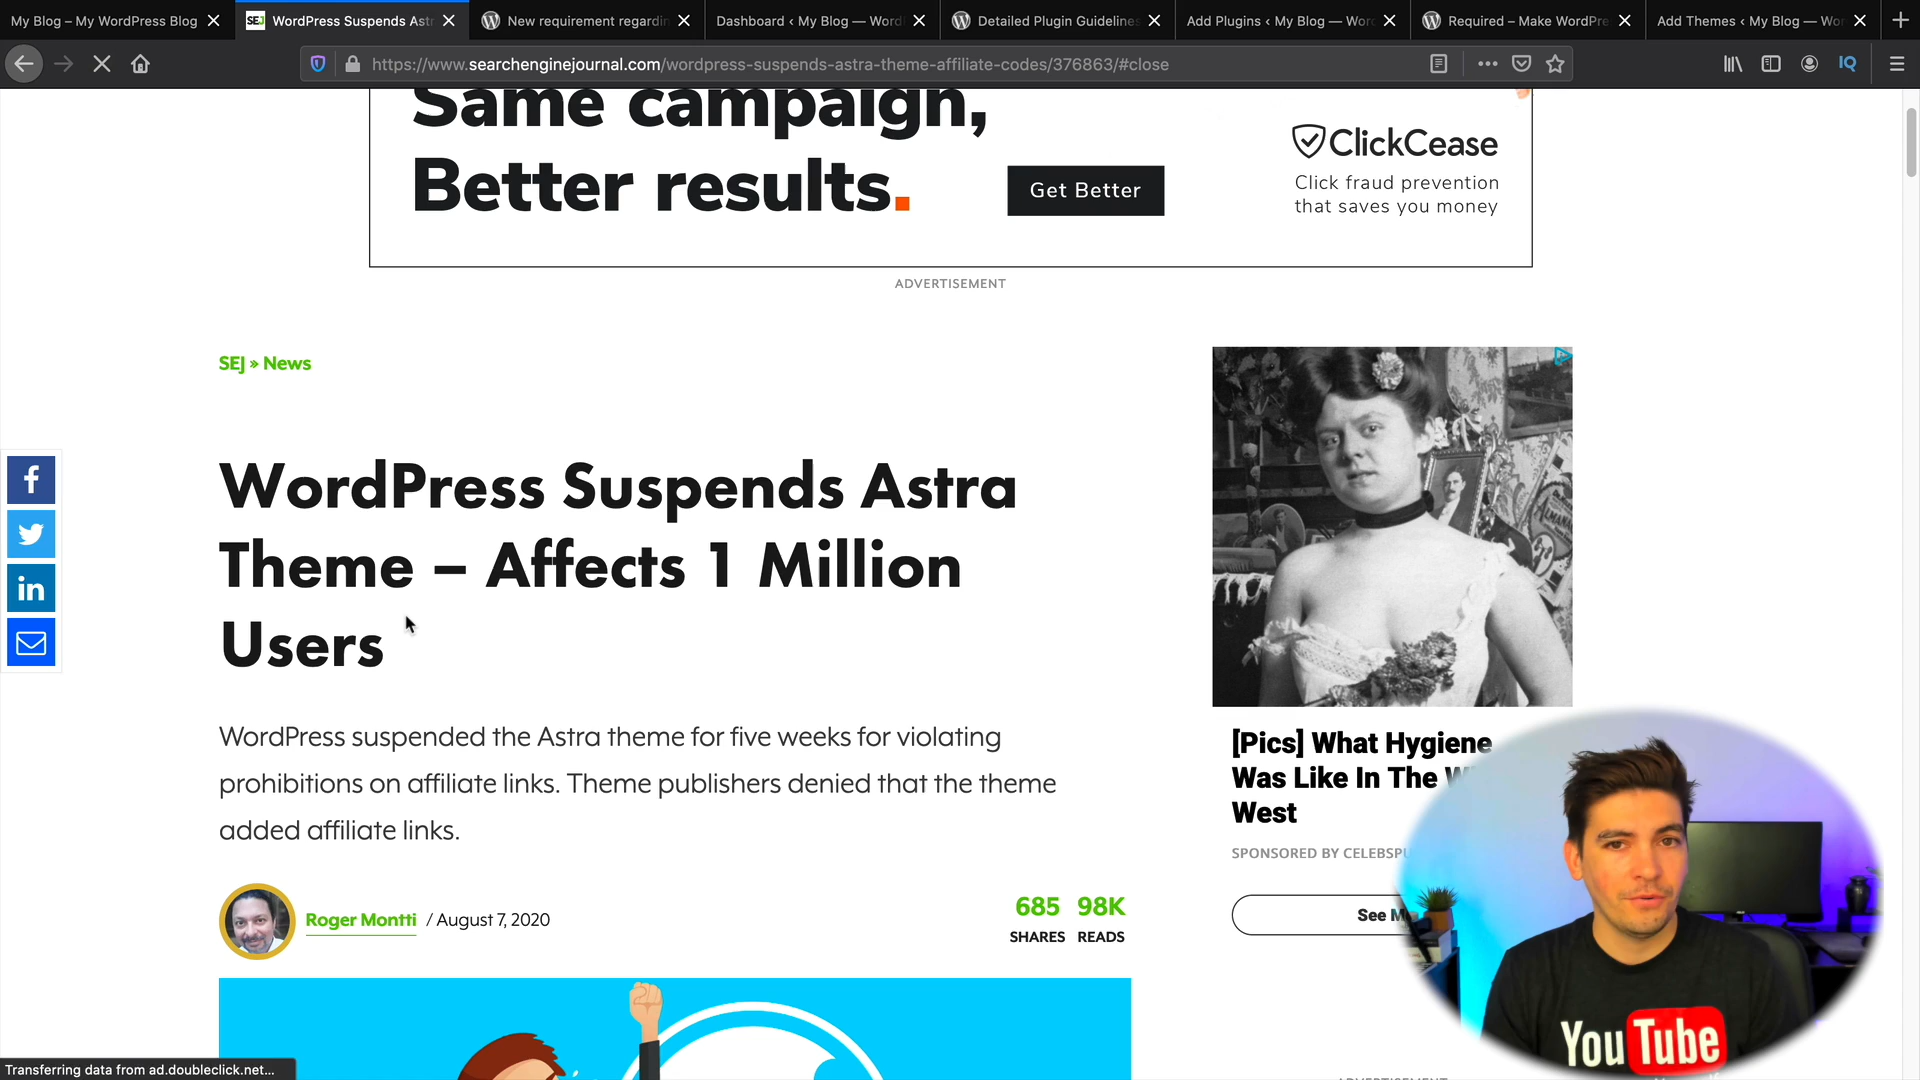 My Blog – My WordPress Blog
SEJ WordPress Suspends Ast
New requirement regardin
Dashboard ‹ My Blog — Word
Detailed Plugin Guidelines
Add Plugins ‹ My Blog — Wor
Required – Make WordPre
Add Themes ‹ My Blog — Wo
https://www.searchenginejournal.com/wordpress-suspends-astra-theme-affiliate-codes/376863/#close
IQ
Same campaign,
Better results.
Get Better
ClickCease
Click fraud prevention
that saves you money
ADVERTISEMENT
SEJ » News
WordPress Suspends Astra
Theme – Affects 1 Million
Users
WordPress suspended the Astra theme for five weeks for violating
prohibitions on affiliate links. Theme publishers denied that the theme
added affiliate links.
Roger Montti / August 7, 2020
685 98K
SHARES READS
[Pics] What Hygiene
Was Like In The W
West
SPONSORED BY CELEBSPU
See M
YouTube
Transferring data from ad.doubleclick.net...